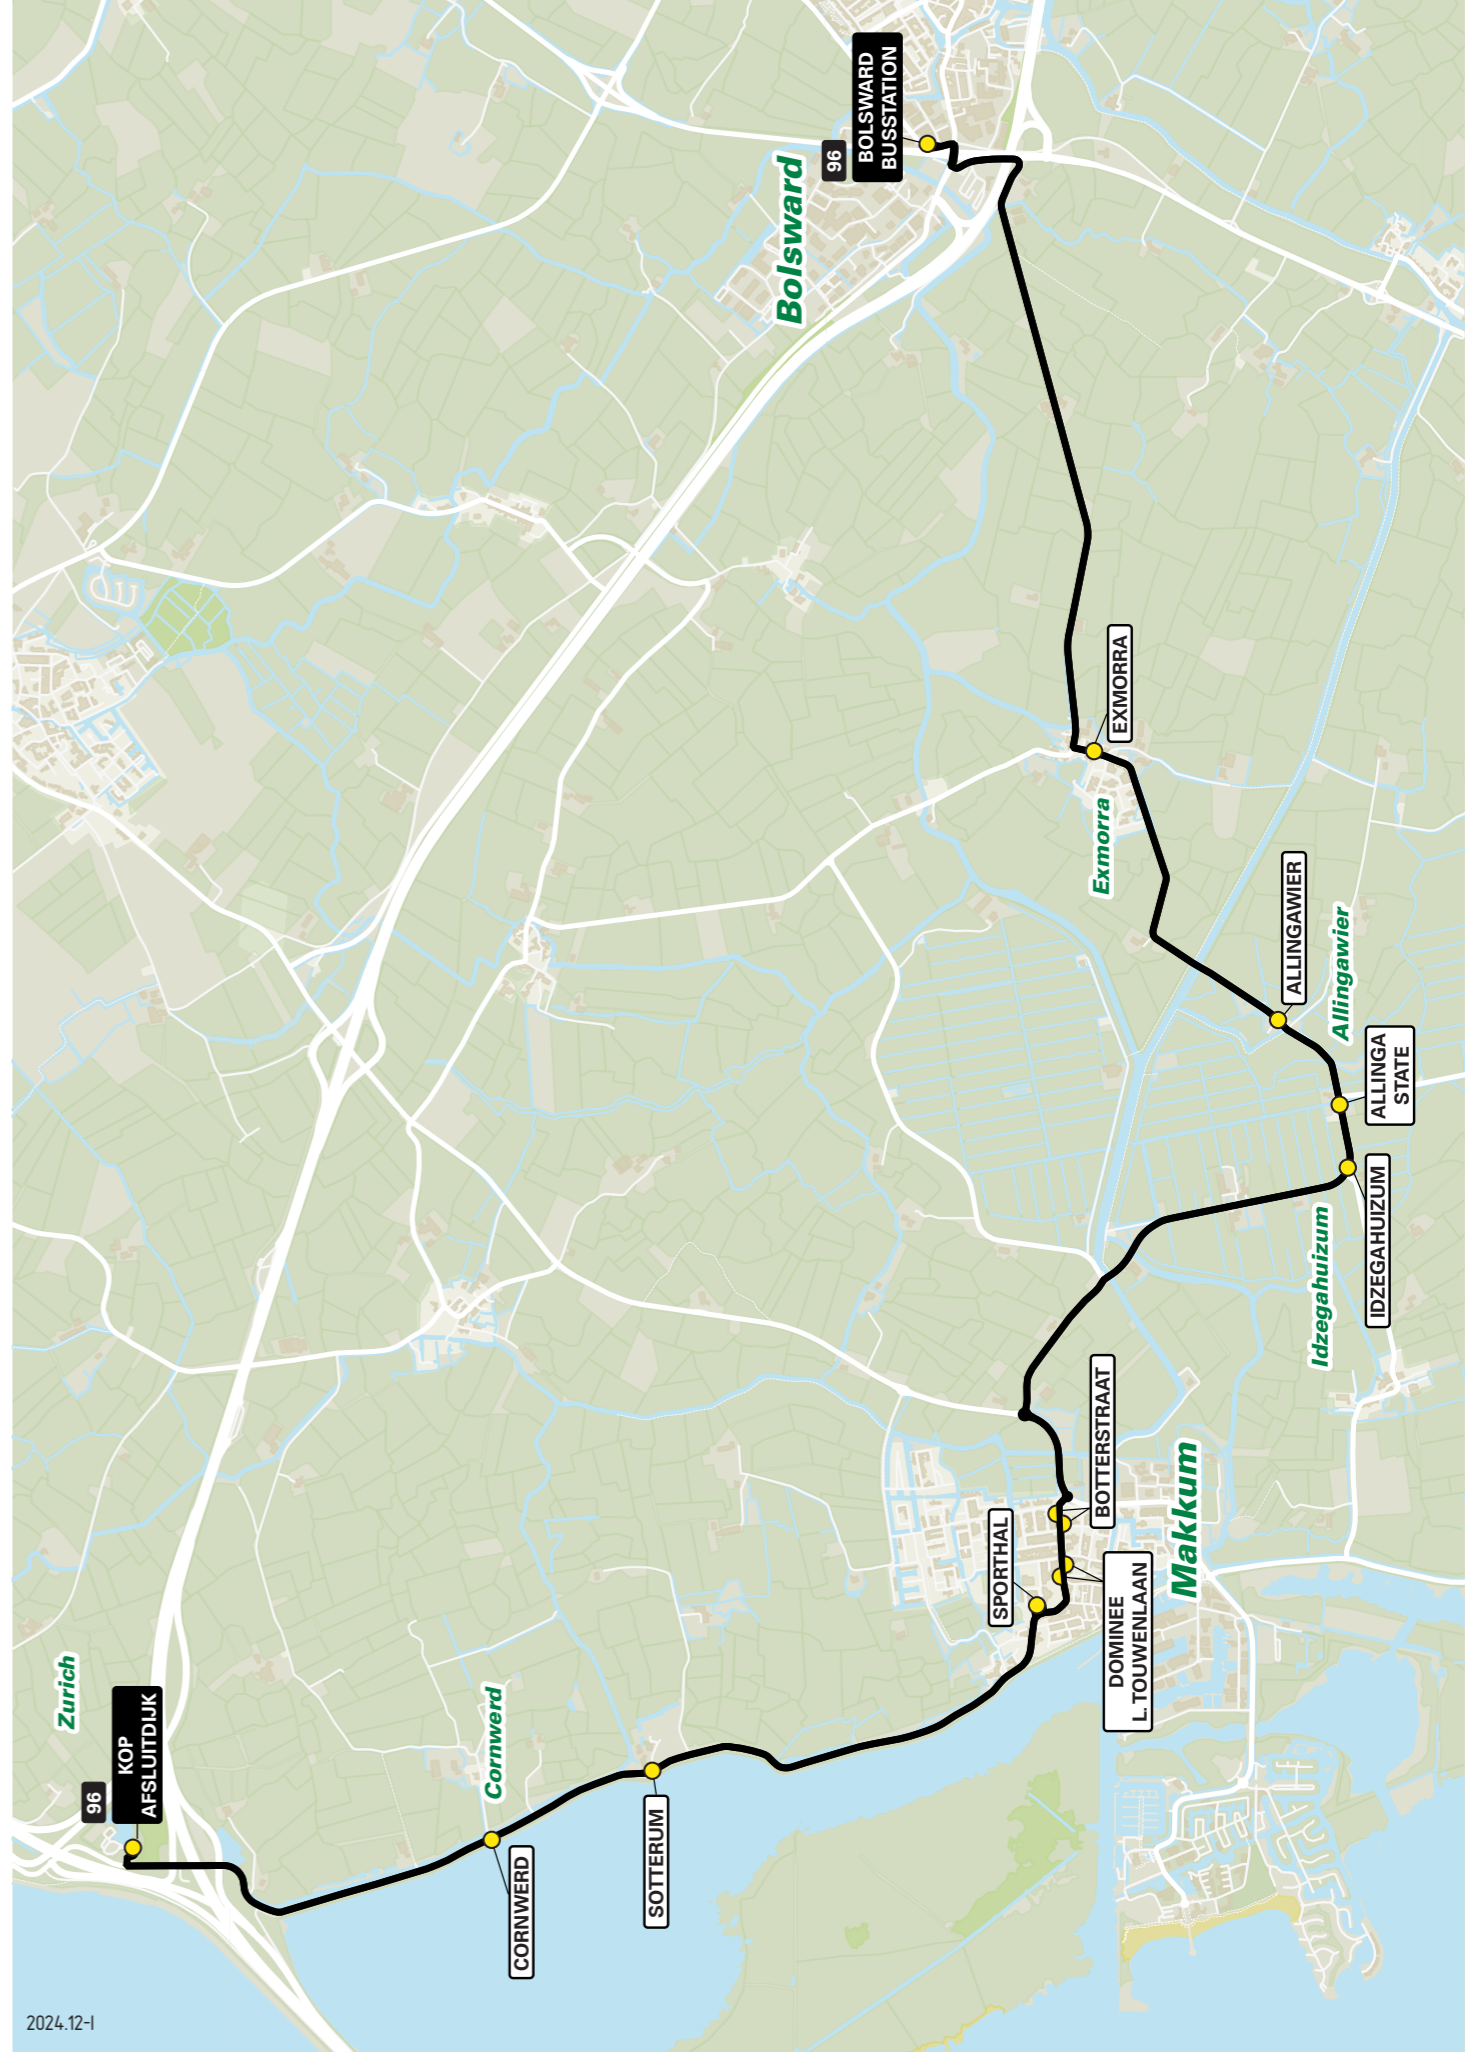 Zurich
96
KOP
AFSLUITDIJK
Cornwerd
CORNWERD
SOTTERUM
SPORTHAL
DOMINEE
L. TOUWENLAAN
BOTTERSTRAAT
Makkum
Idzegahuizum
IDZEGAHUIZUM
ALLINGA
STATE
Allingawier
ALLINGAWIER
Exmorra
EXMORRA
Bolsward
96
BOLSWARD
BUSSTATION
2024.12-I